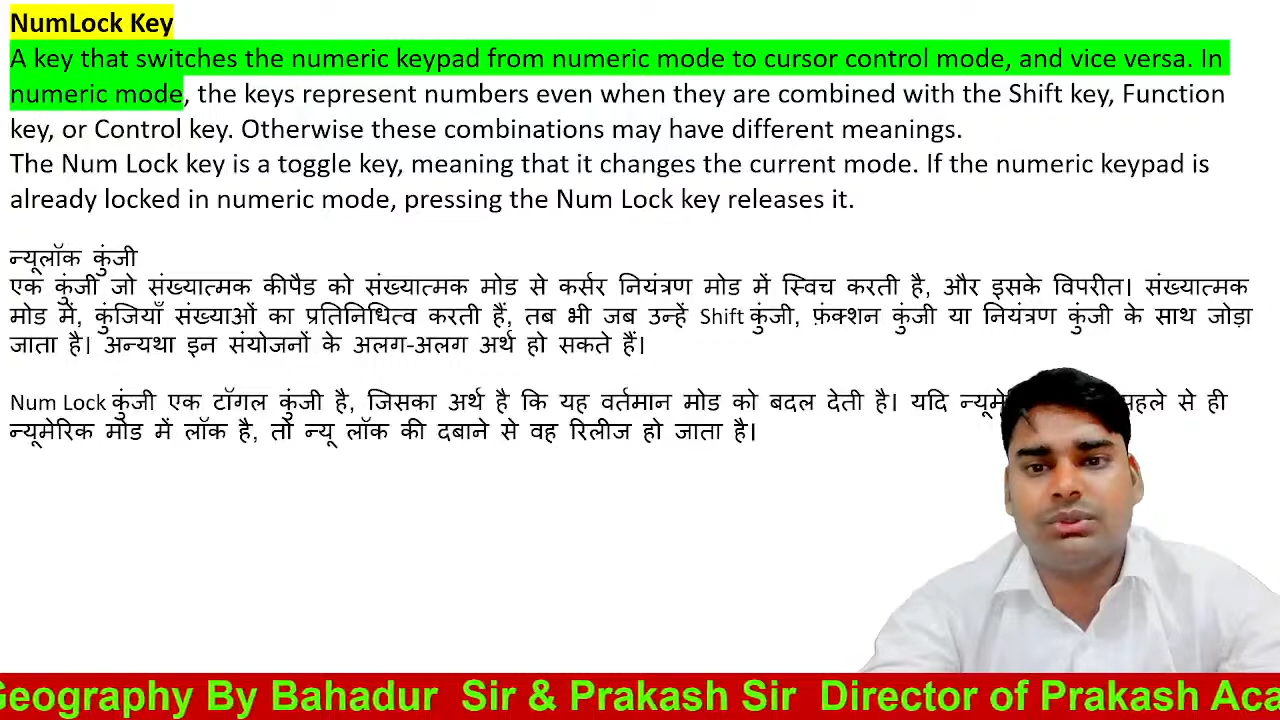 NumLock Key
A key that switches the numeric keypad from numeric mode to cursor control mode, and vice versa. In
numeric mode, the keys represent numbers even when they are combined with the Shift key, Function
key, or Control key. Otherwise these combinations may have different meanings.
The Num Lock key is a toggle key, meaning that it changes the current mode. If the numeric keypad is
already locked in numeric mode, pressing the Num Lock key releases it.
न्यूलॉक कुंजी
एक कुंजी जो संख्यात्मक कीपैड को संख्यात्मक मोड से कर्सर नियंत्रण मोड में स्विच करती है, और इसके विपरीत। संख्यात्मक
मोड में, कुंजियाँ संख्याओं का प्रतिनिधित्व करती हैं, तब भी जब उन्हें Shift कुंजी, फ़ंक्शन कुंजी या नियंत्रण कुंजी के साथ जोड़ा
जाता है। अन्यथा इन संयोजनों के अलग-अलग अर्थ हो सकते हैं।
Num Lock कुंजी एक टॉगल कुंजी है, जिसका अर्थ है कि यह वर्तमान मोड को बदल देती है। यदि से ही
न्यूमेरिक मोड में लॉक है, तो न्यू लॉक की दबाने से वह रिलीज हो जाता है।
Geography By Bahadur Sir & Prakash Sir Director of Prakash Aca